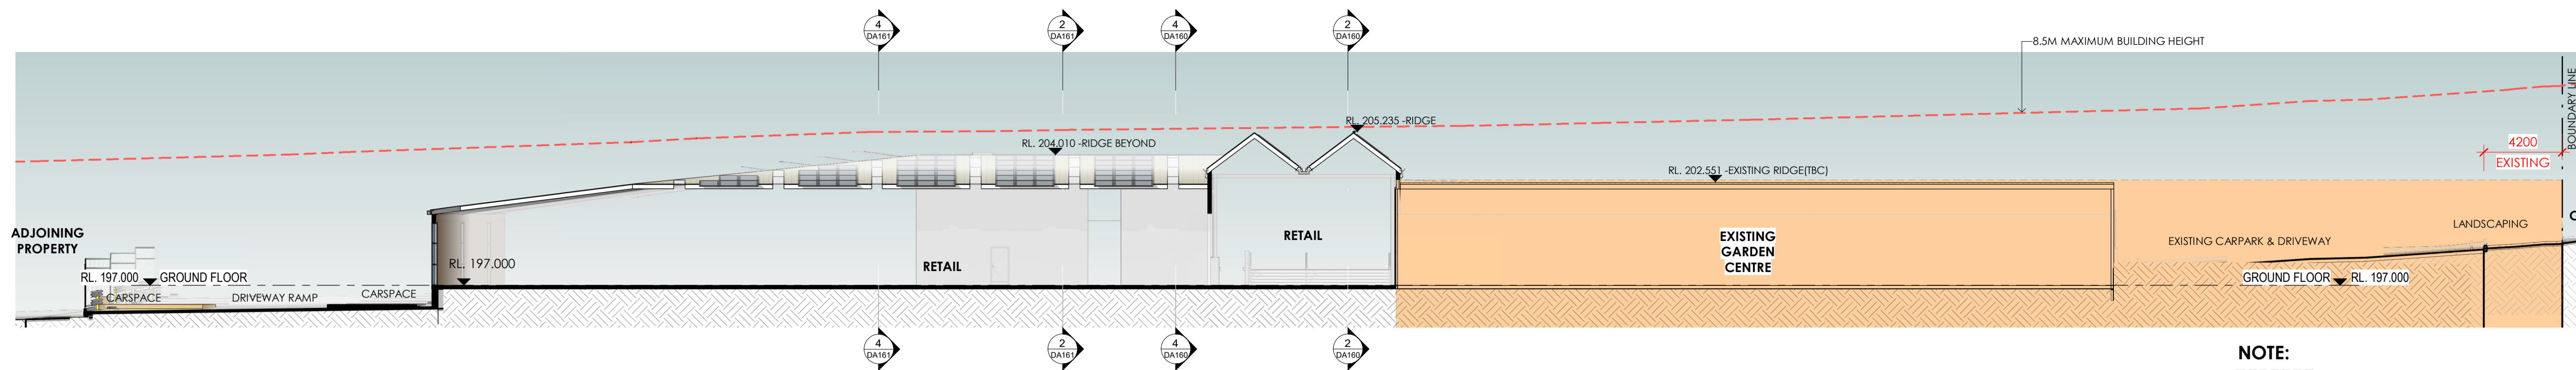 4
DA161
2
DA161
4
DA160
2
DA160
8.5M MAXIMUM BUILDING HEIGHT
BOUNDARY LINE
RL. 205.235 -RIDGE
RL. 204.010 -RIDGE BEYOND
4200
EXISTING
RL. 202.551 -EXISTING RIDGE(TBC)
ADJOINING
PROPERTY
LANDSCAPING
RETAIL
EXISTING
GARDEN
CENTRE
EXISTING CARPARK & DRIVEWAY
RL. 197.000
RETAIL
RL. 197.000 GROUND FLOOR
GROUND FLOOR RL. 197.000
CARSPACE
DRIVEWAY RAMP
CARSPACE
4
DA161
2
DA161
4
DA160
2
DA160
NOTE: